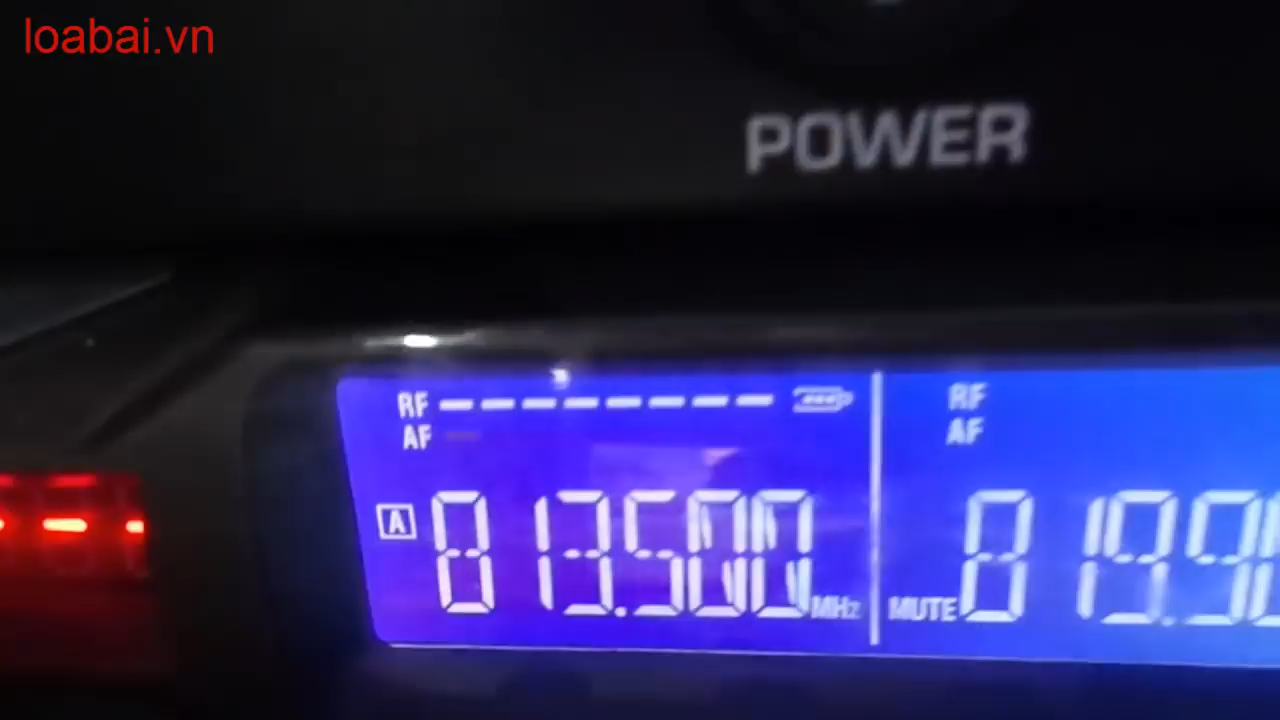 loabai.vn
POWER
RF
AF
A 813.500 MHz
RF
AF
MUTE 819.9